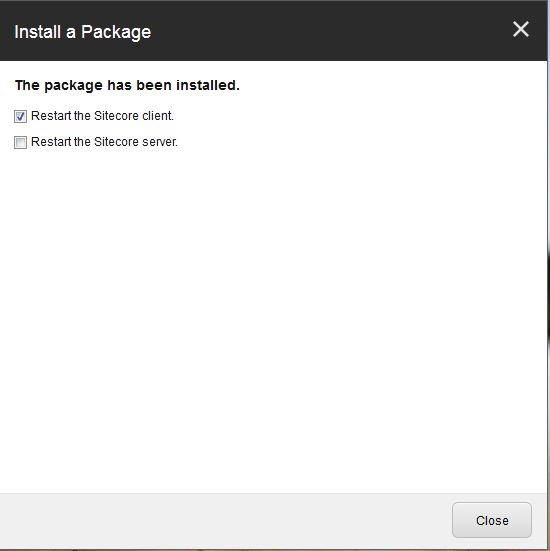 Install a Package
The package has been installed.
Restart the Sitecore client.
Restart the Sitecore server.
Close